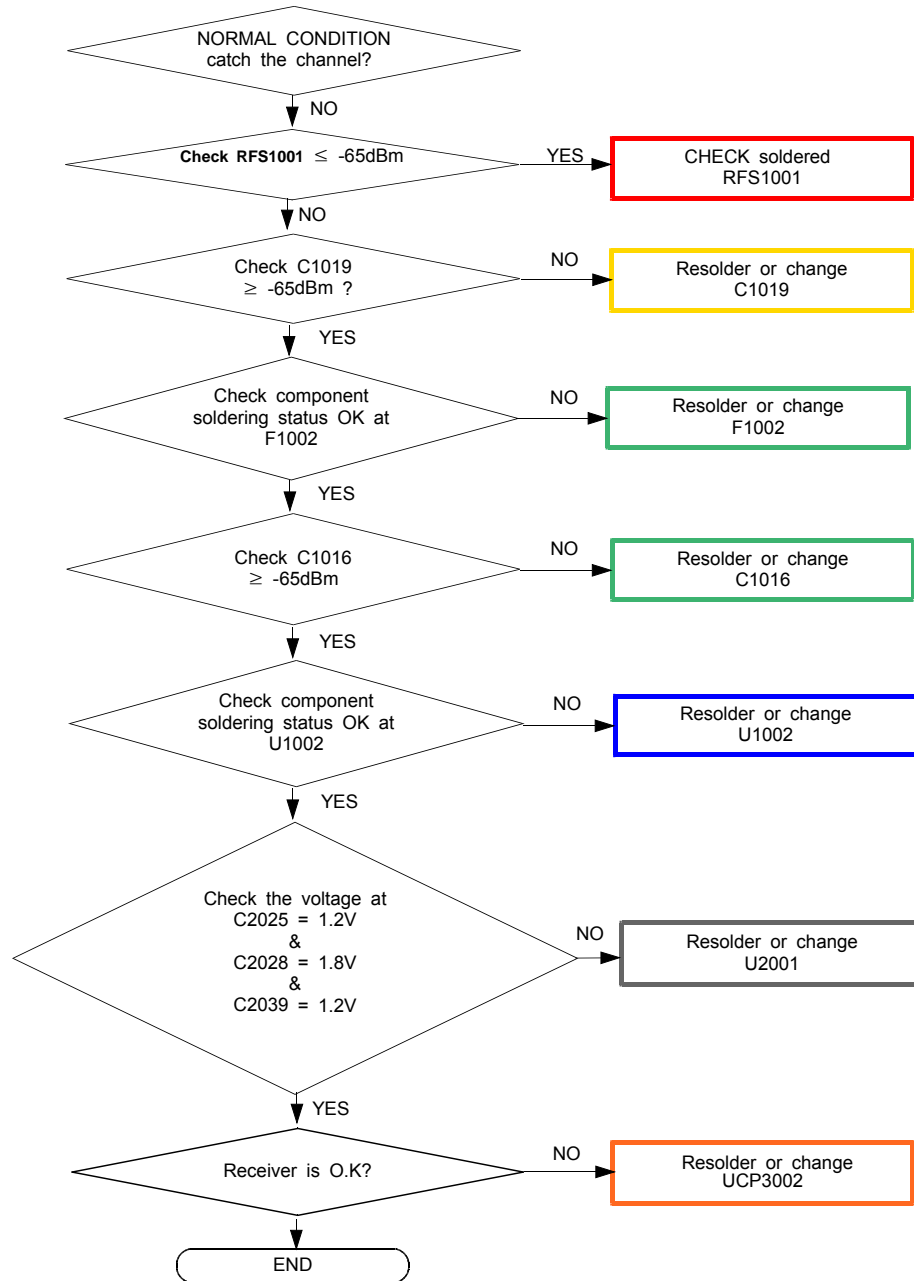 NORMAL CONDITION
catch the channel?
NO
Check RFS1001 ≤ -65dBm
YES
CHECK soldered
RFS1001
NO
Check C1019
≥ -65dBm ?
NO
Resolder or change
C1019
YES
Check component
soldering status OK at
F1002
NO
Resolder or change
F1002
YES
Check C1016
≥ -65dBm
NO
Resolder or change
C1016
YES
Check component
soldering status OK at
U1002
NO
Resolder or change
U1002
YES
Check the voltage at
C2025 = 1.2V
&
C2028 = 1.8V
&
C2039 = 1.2V
NO
Resolder or change
U2001
YES
Receiver is O.K?
NO
Resolder or change
UCP3002
END